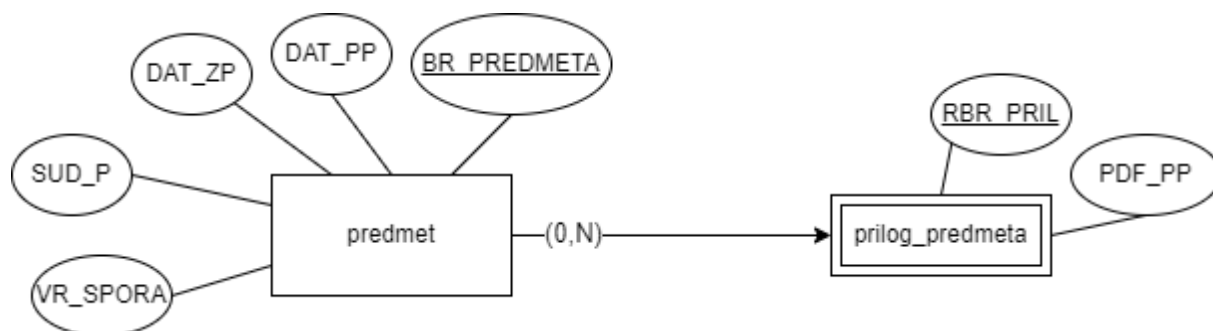 DAT_PP
BR_PREDMETA
DAT_ZP
RBR_PRIL
SUD_P
PDF_PP
predmet
(0,N)
prilog_predmeta
VR_SPORA